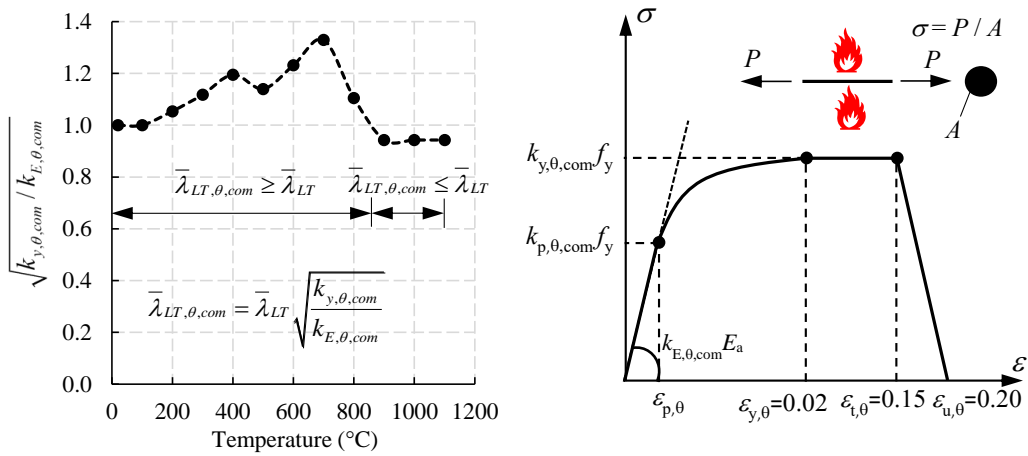 √k_{y,θ,com} / k_{E,θ,com}
1.4
1.2
1.0
0.8
0.6
0.4
0.2
0.0
λ̅_{LT,θ,com} ≥ λ̅_{LT}
λ̅_{LT,θ,com} ≤ λ̅_{LT}
λ̅_{LT,θ,com} = λ̅_{LT} √(k_{y,θ,com} / k_{E,θ,com})
0 200 400 600 800 1000 1200
Temperature (°C)
σ
σ = P / A
P P
A
k_{y,θ,com} f_y
k_{p,θ,com} f_y
k_{E,θ,com} E_a
ε
ε_{p,θ} ε_{y,θ}=0.02 ε_{t,θ}=0.15 ε_{u,θ}=0.20